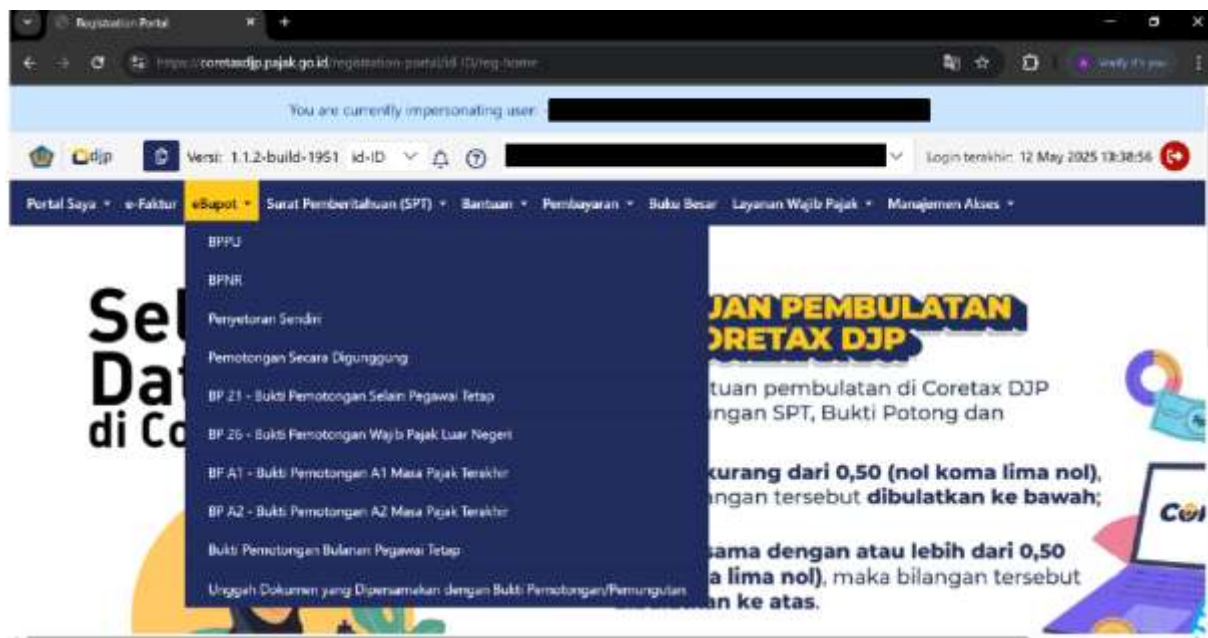 Registration Portal
https://coretaxdjp.pajak.go.id/registration-portal/id-ID/reg-home
Verify it's you
You are currently impersonating user:
djp
Versi: 1.1.2-build-1951 id-ID
Login terakhir: 12 May 2025 13:38:56
Portal Saya e-Faktur eBupot Surat Pemberitahuan (SPT) Bantuan Pembayaran Buku Besar Layanan Wajib Pajak Manajemen Akses
BPPU
BPNR
Penyetoran Sendiri
Pemotongan Secara Digunggung
BP 21 - Bukti Pemotongan Selain Pegawai Tetap
BP 26 - Bukti Pemotongan Wajib Pajak Luar Negeri
BP A1 - Bukti Pemotongan A1 Masa Pajak Terakhir
BP A2 - Bukti Pemotongan A2 Masa Pajak Terakhir
Bukti Pemotongan Bulanan Pegawai Tetap
Unggah Dokumen yang Dipersamakan dengan Bukti Pemotongan/Pemungutan
Sel
Dat
di Co
UAN PEMBULATAN
ORETAX DJP
tuan pembulatan di Coretax DJP
ngan SPT, Bukti Potong dan
kurang dari 0,50 (nol koma lima nol),
angan tersebut dibulatkan ke bawah;
sama dengan atau lebih dari 0,50
a lima nol), maka bilangan tersebut
an ke atas.